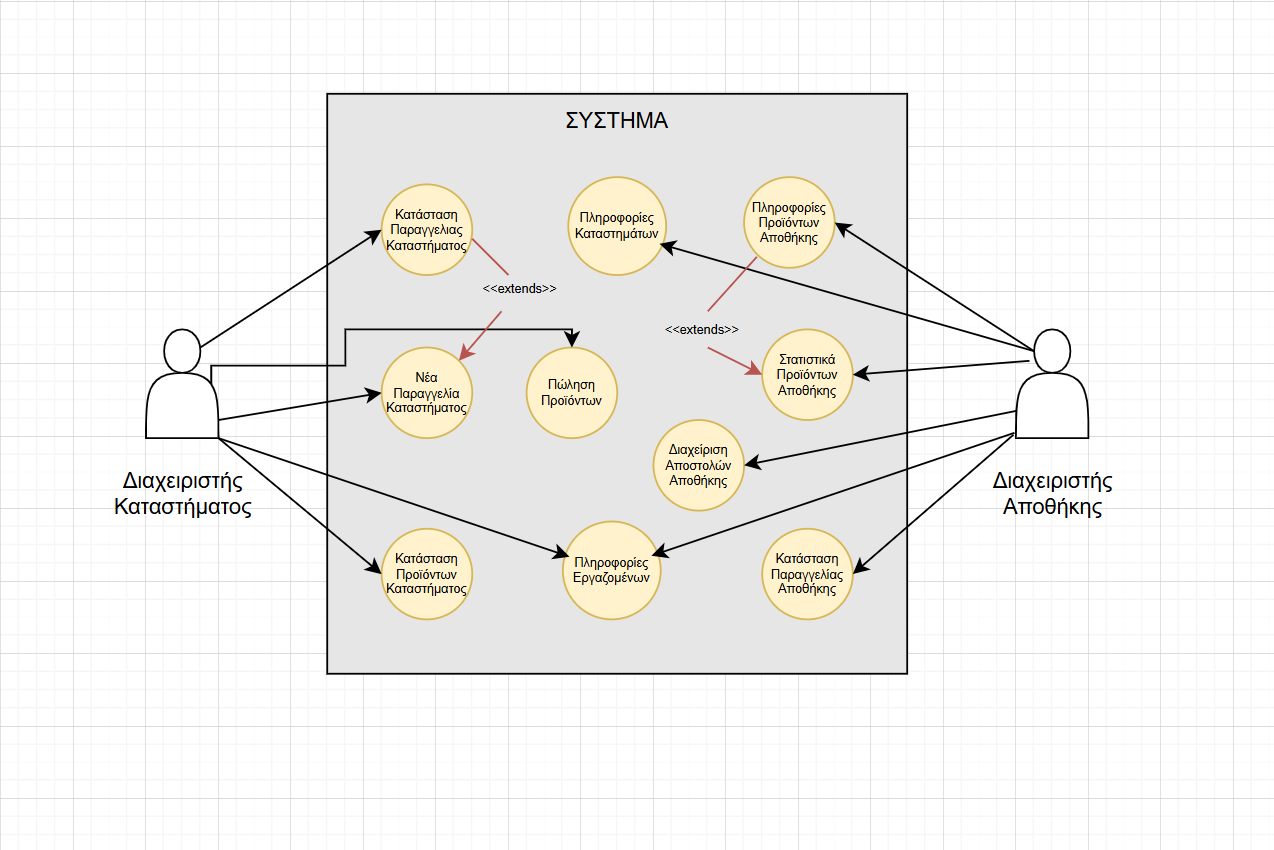 ΣΥΣΤΗΜΑ
Κατάσταση
Παραγγελιας
Καταστήματος
Πληροφορίες
Καταστημάτων
Πληροφορίες
Προϊόντων
Αποθήκης
<<extends>>
<<extends>>
Νέα
Παραγγελία
Καταστήματος
Πώληση
Προϊόντων
Στατιστικά
Προϊόντων
Αποθήκης
Διαχείριση
Αποστολών
Αποθήκης
Διαχειριστής
Καταστήματος
Διαχειριστής
Αποθήκης
Κατάσταση
Προϊόντων
Καταστήματος
Πληροφορίες
Εργαζομένων
Κατάσταση
Παραγγελίας
Αποθήκης